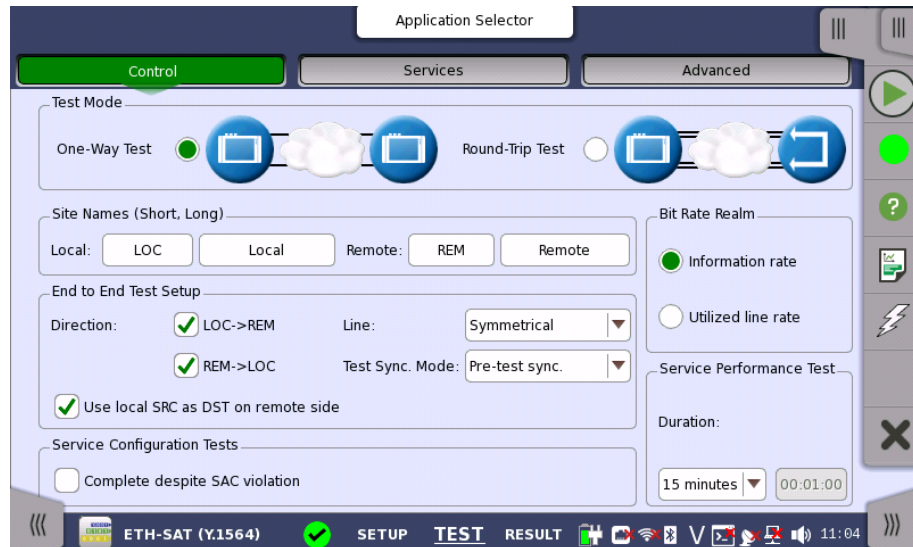 Application Selector
Control Services Advanced
Test Mode
One-Way Test Round-Trip Test
Site Names (Short, Long)
Local: LOC Local Remote: REM Remote
End to End Test Setup
Direction: LOC->REM Line: Symmetrical
REM->LOC Test Sync. Mode: Pre-test sync.
Use local SRC as DST on remote side
Service Configuration Tests
Complete despite SAC violation
Bit Rate Realm
Information rate
Utilized line rate
Service Performance Test
Duration:
15 minutes 00:01:00
ETH-SAT (Y.1564) SETUP TEST RESULT 11:04